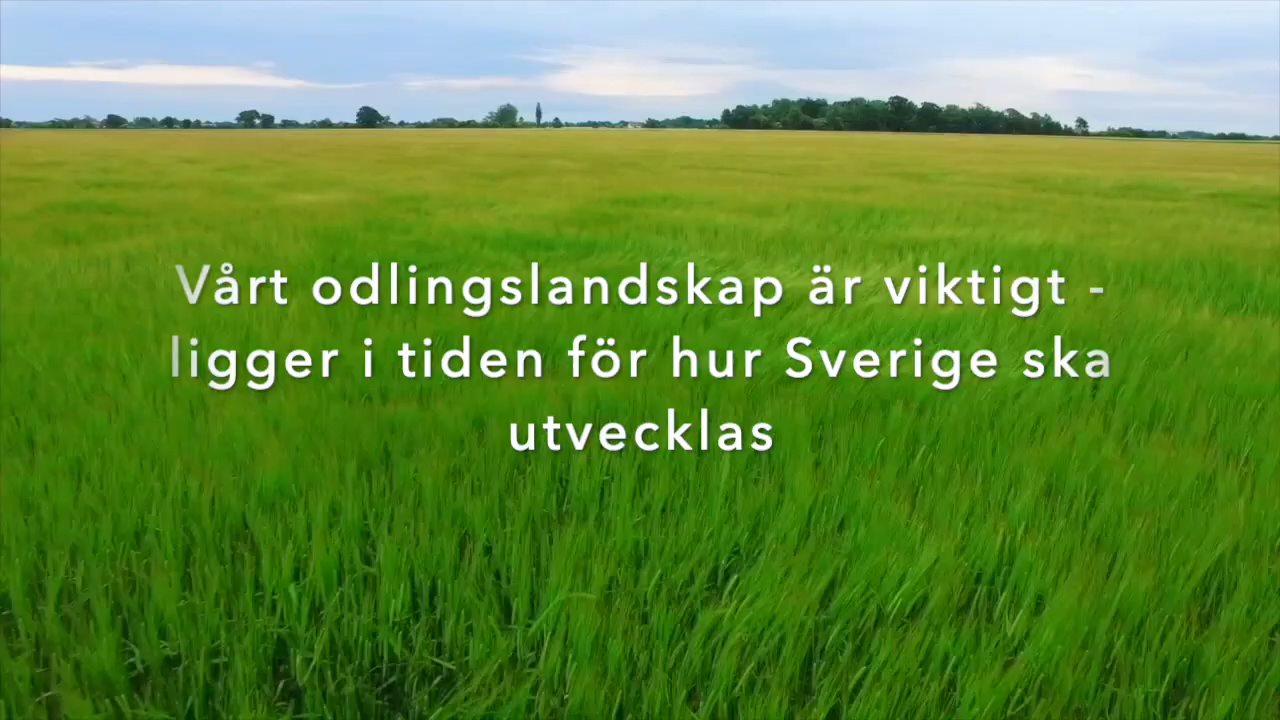 Vårt odlingslandskap är viktigt -
ligger i tiden för hur Sverige ska
utvecklas